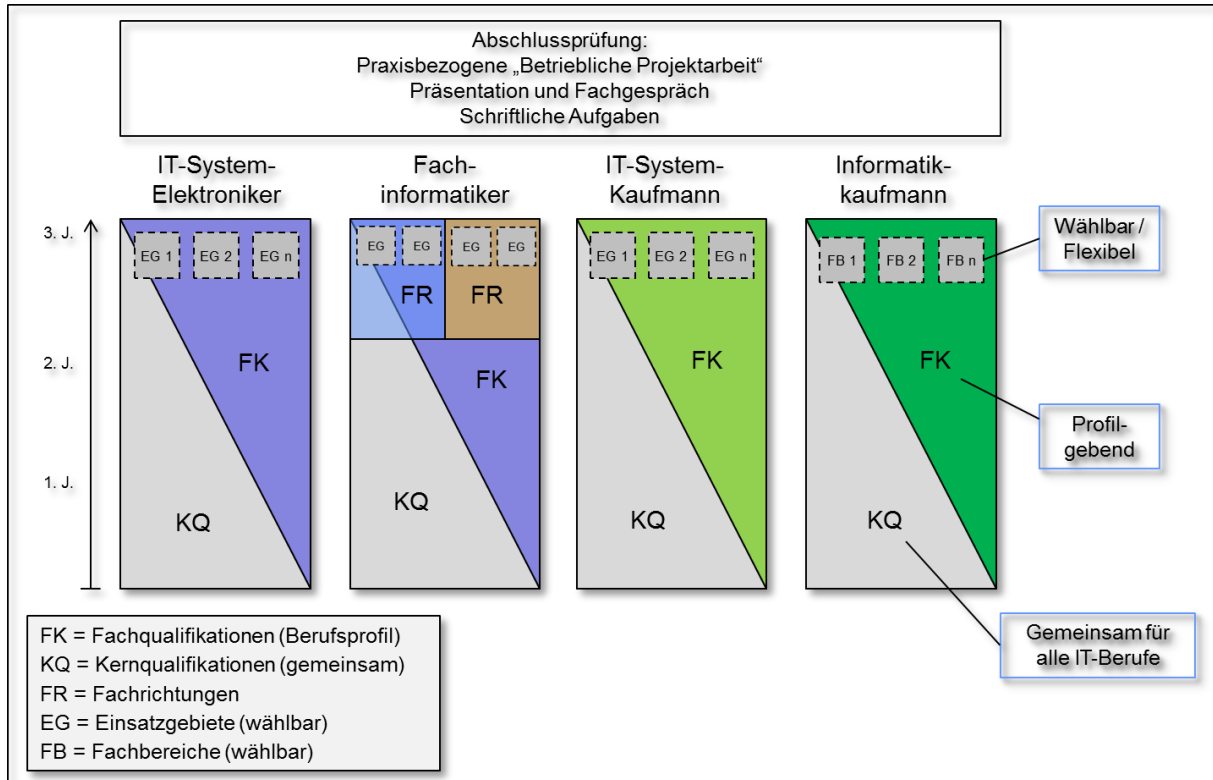 Abschlussprüfung:
Praxisbezogene „Betriebliche Projektarbeit“
Präsentation und Fachgespräch
Schriftliche Aufgaben
IT-System-
Elektroniker
Fach-
informatiker
IT-System-
Kaufmann
Informatik-
kaufmann
3. J.
2. J.
1. J.
EG 1
EG 2
EG n
FK
KQ
EG
EG
EG
EG
FR
FR
FK
KQ
EG 1
EG 2
EG n
FK
KQ
FB 1
FB 2
FB n
FK
KQ
Wählbar /
Flexibel
Profil-
gebend
Gemeinsam für
alle IT-Berufe
FK = Fachqualifikationen (Berufsprofil)
KQ = Kernqualifikationen (gemeinsam)
FR = Fachrichtungen
EG = Einsatzgebiete (wählbar)
FB = Fachbereiche (wählbar)